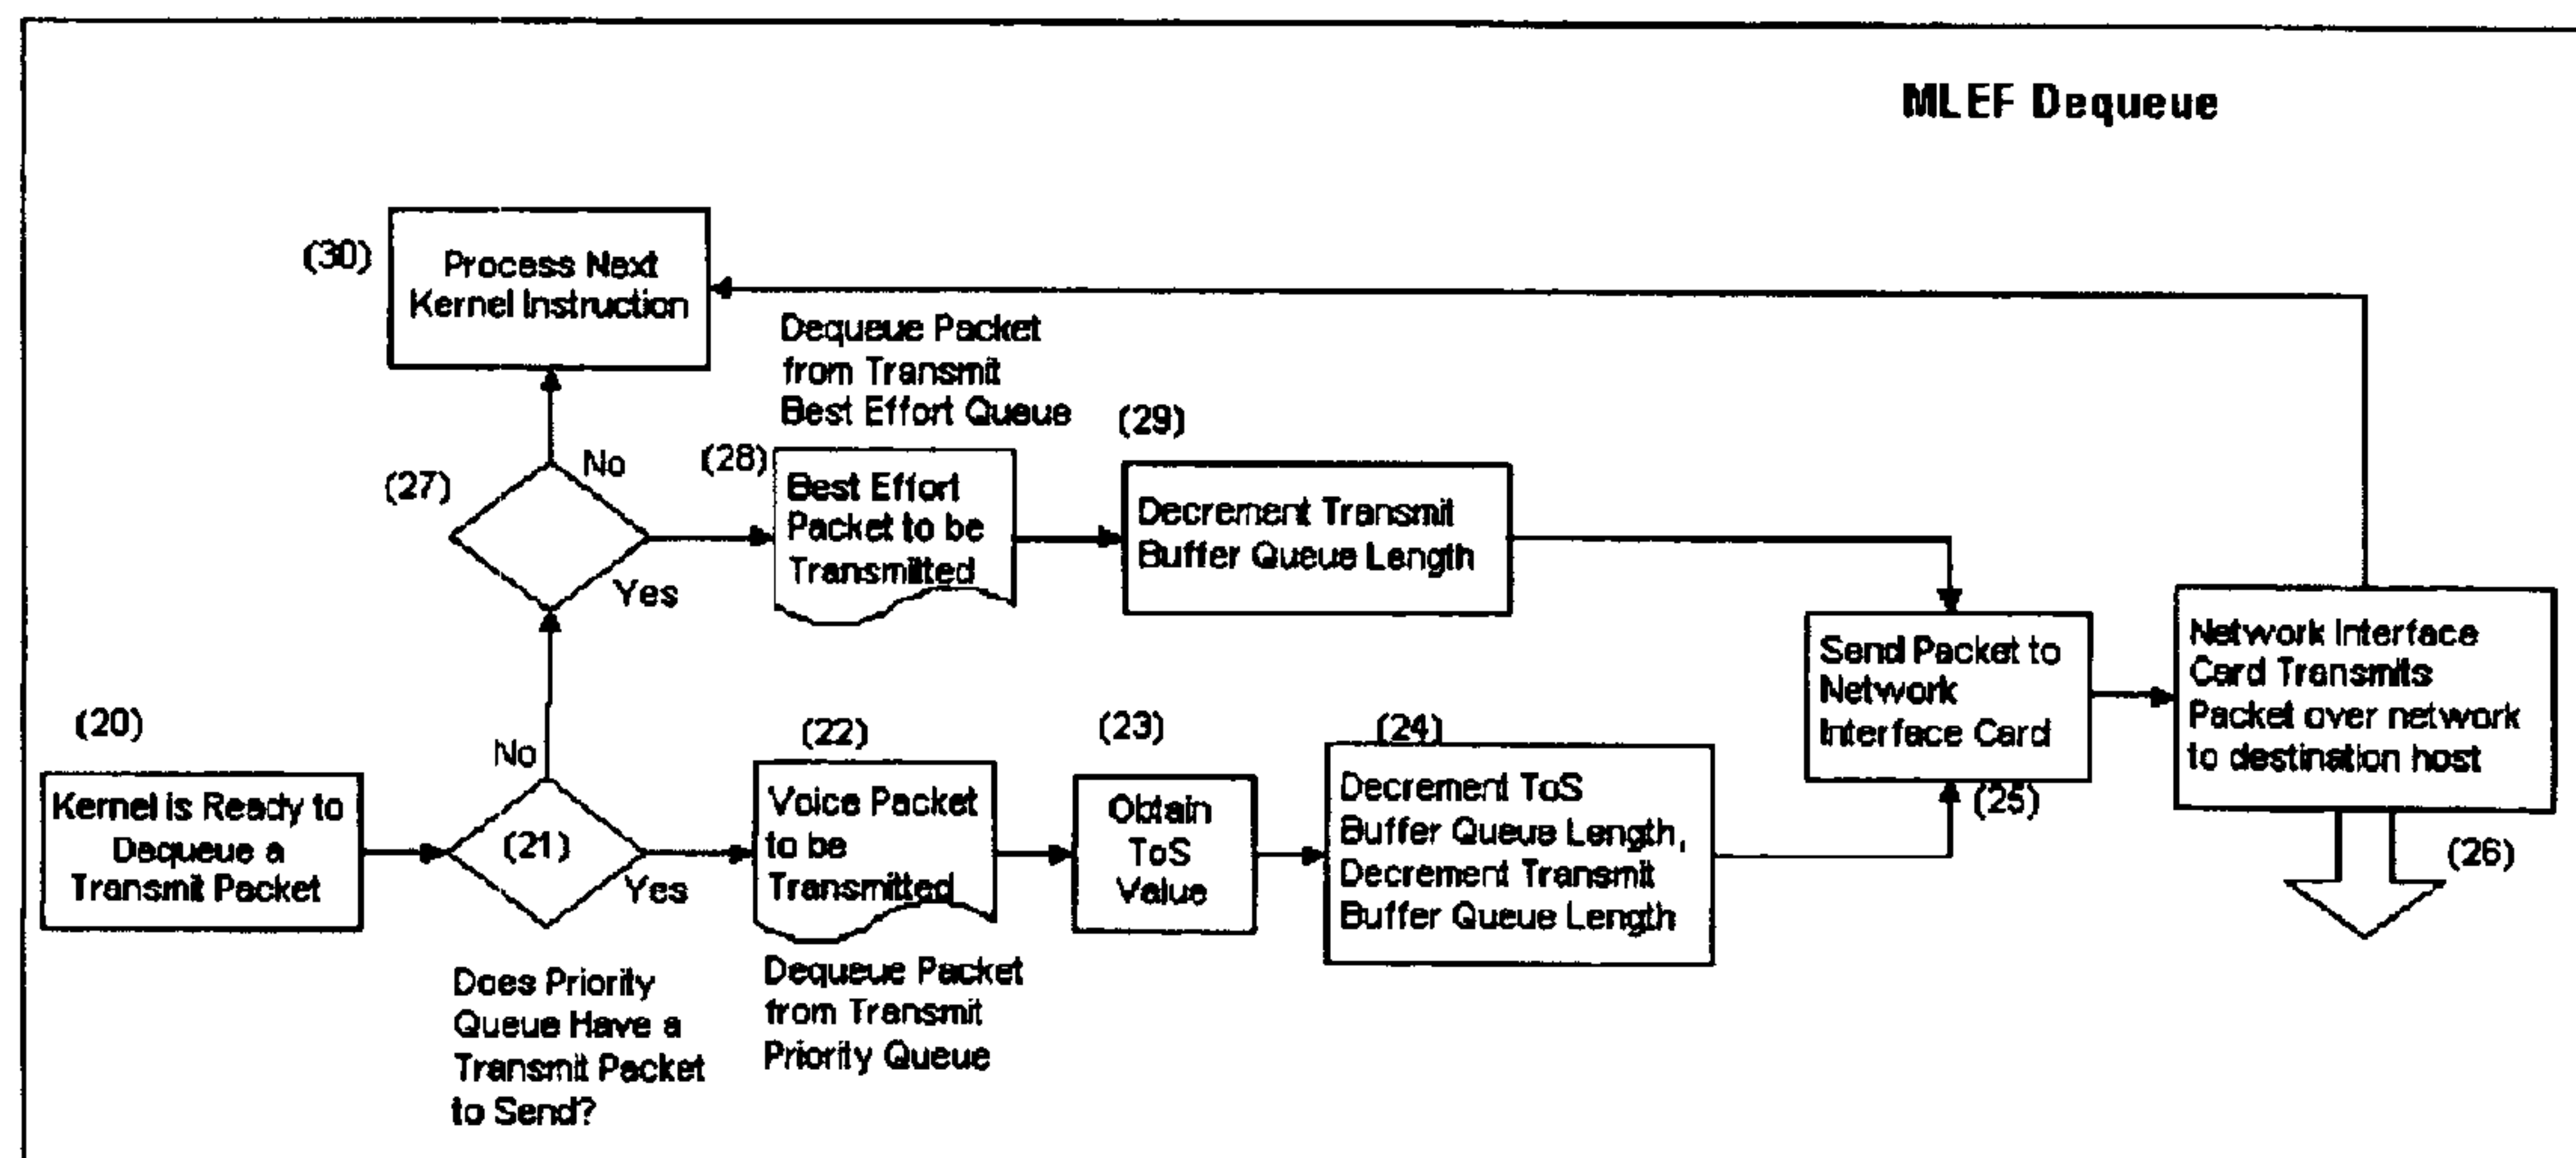 MLEF Dequeue
(30)
Process Next
Kernel Instruction
Dequeue Packet
from Transmit
Best Effort Queue
(27)
No
Yes
(28)
Best Effort
Packet to be
Transmitted
(29)
Decrement Transmit
Buffer Queue Length
(20)
Kernel is Ready to
Dequeue a
Transmit Packet
No
(21)
Yes
Does Priority
Queue Have a
Transmit Packet
to Send?
(22)
Voice Packet
to be
Transmitted
Dequeue Packet
from Transmit
Priority Queue
(23)
Obtain
ToS
Value
(24)
Decrement ToS
Buffer Queue Length,
Decrement Transmit
Buffer Queue Length
Send Packet to
Network
Interface Card
(25)
Network Interface
Card Transmits
Packet over network
to destination host
(26)